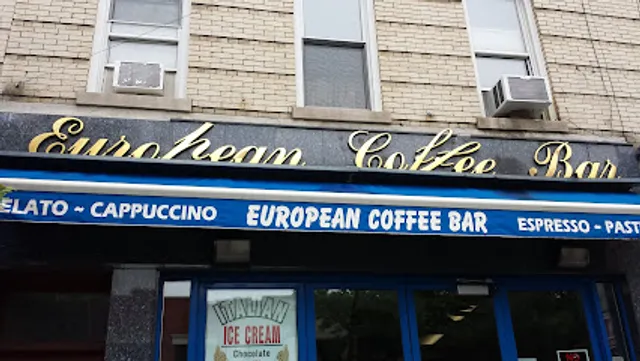 European Coffee Bar
ELATO ~ CAPPUCCINO EUROPEAN COFFEE BAR ESPRESSO ~ PAST
ITALIAN
ICE CREAM
Chocolate